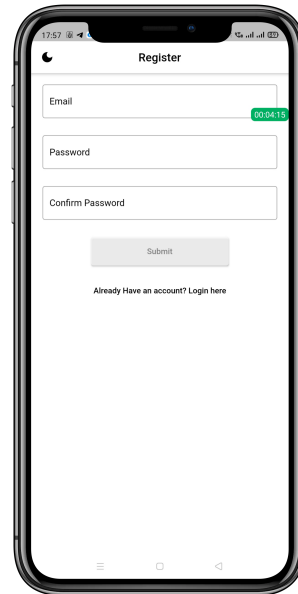 17:57
Register
Email
00:04:15
Password
Confirm Password
Submit
Already Have an account? Login here